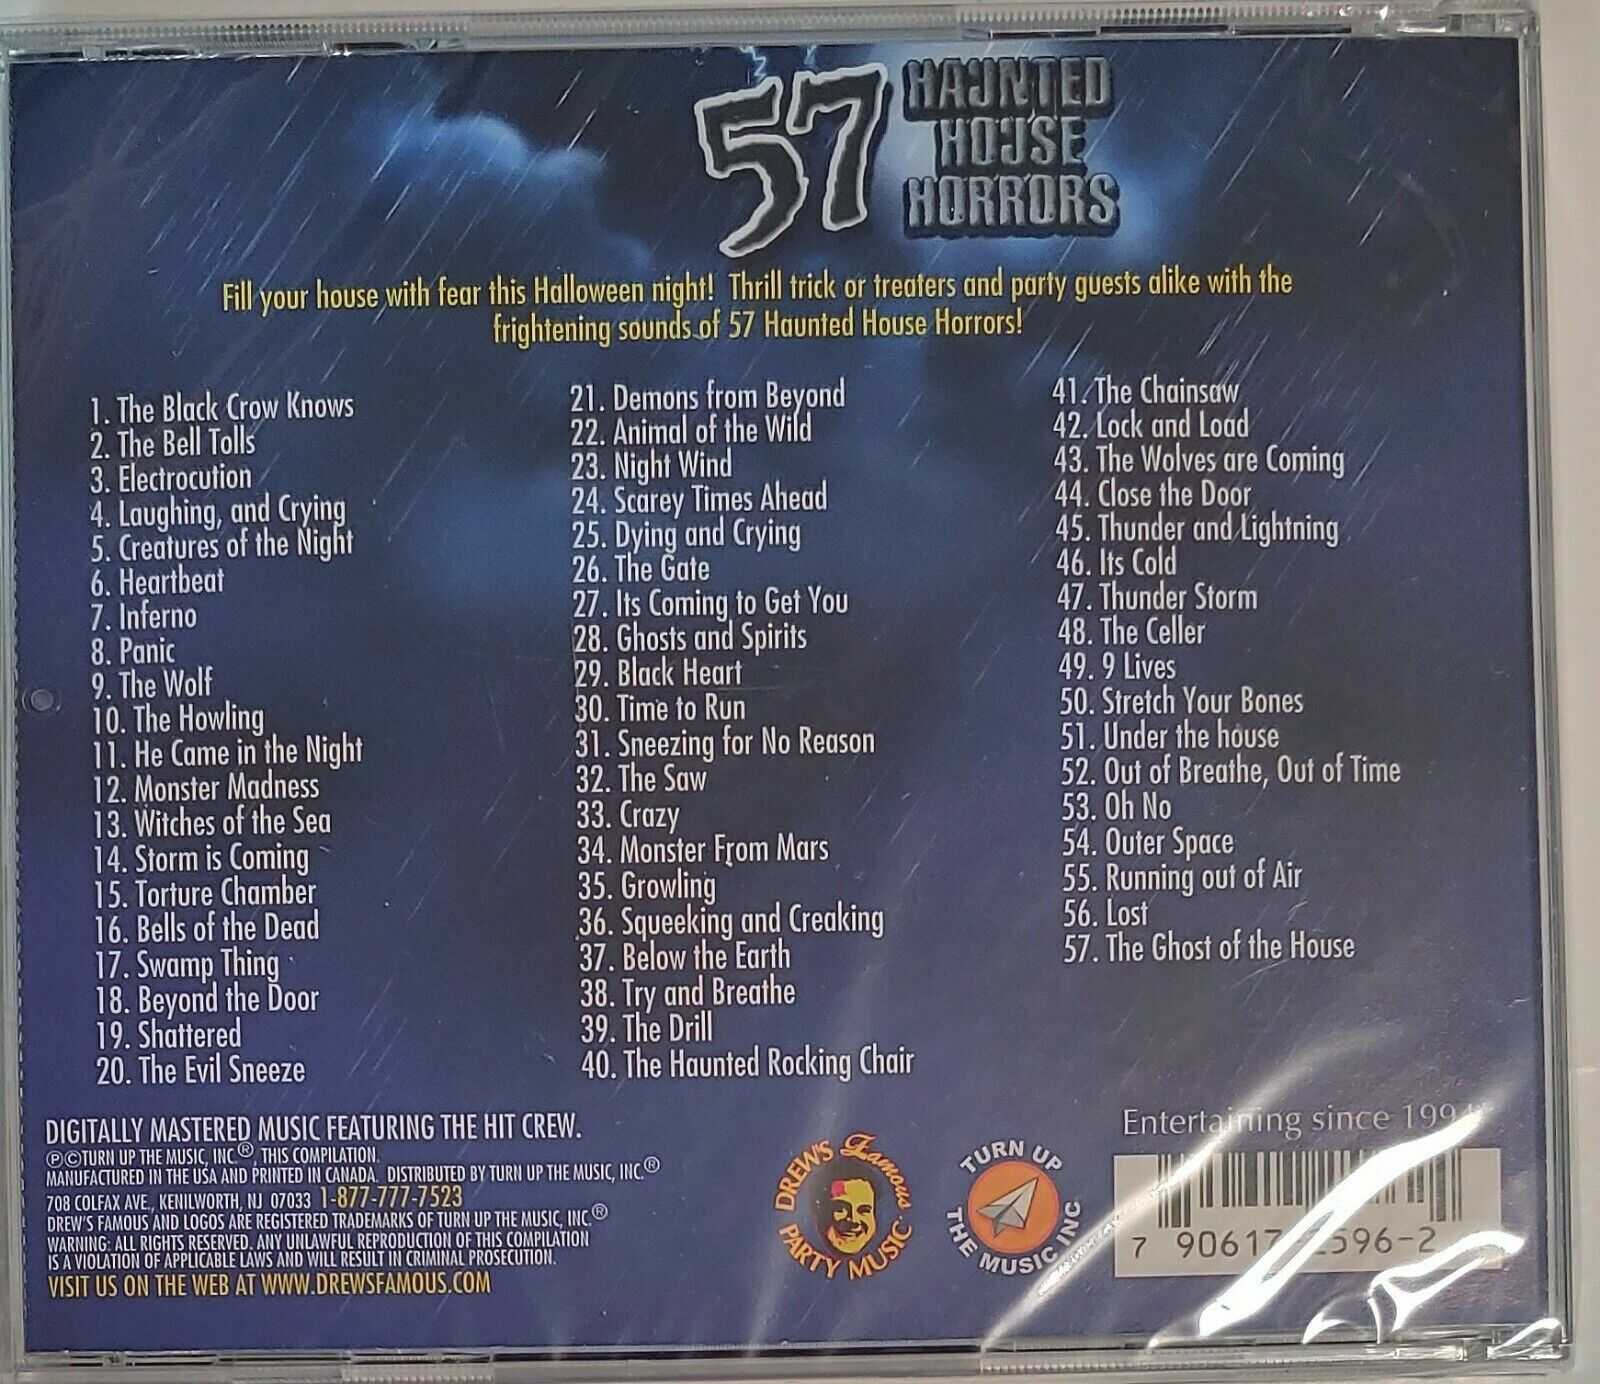 57 HAUNTED
HOUSE
HORRORS
Fill your house with fear this Halloween night! Thrill trick or treaters and party guests alike with the
frightening sounds of 57 Haunted House Horrors!
1. The Black Crow Knows
2. The Bell Tolls
3. Electrocution
4. Laughing, and Crying
5. Creatures of the Night
6. Heartbeat
7. Inferno
8. Panic
9. The Wolf
10. The Howling
11. He Came in the Night
12. Monster Madness
13. Witches of the Sea
14. Storm is Coming
15. Torture Chamber
16. Bells of the Dead
17. Swamp Thing
18. Beyond the Door
19. Shattered
20. The Evil Sneeze
21. Demons from Beyond
22. Animal of the Wild
23. Night Wind
24. Scarey Times Ahead
25. Dying and Crying
26. The Gate
27. Its Coming to Get You
28. Ghosts and Spirits
29. Black Heart
30. Time to Run
31. Sneezing for No Reason
32. The Saw
33. Crazy
34. Monster From Mars
35. Growling
36. Squeeking and Creaking
37. Below the Earth
38. Try and Breathe
39. The Drill
40. The Haunted Rocking Chair
41. The Chainsaw
42. Lock and Load
43. The Wolves are Coming
44. Close the Door
45. Thunder and Lightning
46. Its Cold
47. Thunder Storm
48. The Celler
49. 9 Lives
50. Stretch Your Bones
51. Under the house
52. Out of Breathe, Out of Time
53. Oh No
54. Outer Space
55. Running out of Air
56. Lost
57. The Ghost of the House
DIGITALLY MASTERED MUSIC FEATURING THE HIT CREW.
℗©TURN UP THE MUSIC, INC.®, THIS COMPILATION.
MANUFACTURED IN THE USA AND PRINTED IN CANADA. DISTRIBUTED BY TURN UP THE MUSIC, INC.®
708 COLFAX AVE., KENILWORTH, NJ 07033 1-877-777-7523
DREW'S FAMOUS AND LOGOS ARE REGISTERED TRADEMARKS OF TURN UP THE MUSIC, INC.®
WARNING: ALL RIGHTS RESERVED. ANY UNLAWFUL REPRODUCTION OF THIS COMPILATION
IS A VIOLATION OF APPLICABLE LAWS AND WILL RESULT IN CRIMINAL PROSECUTION.
VISIT US ON THE WEB AT WWW.DREWSFAMOUS.COM
DREW'S Famous
PARTY MUSIC
TURN UP
THE MUSIC INC
Entertaining since 1994
7 90617 596-2